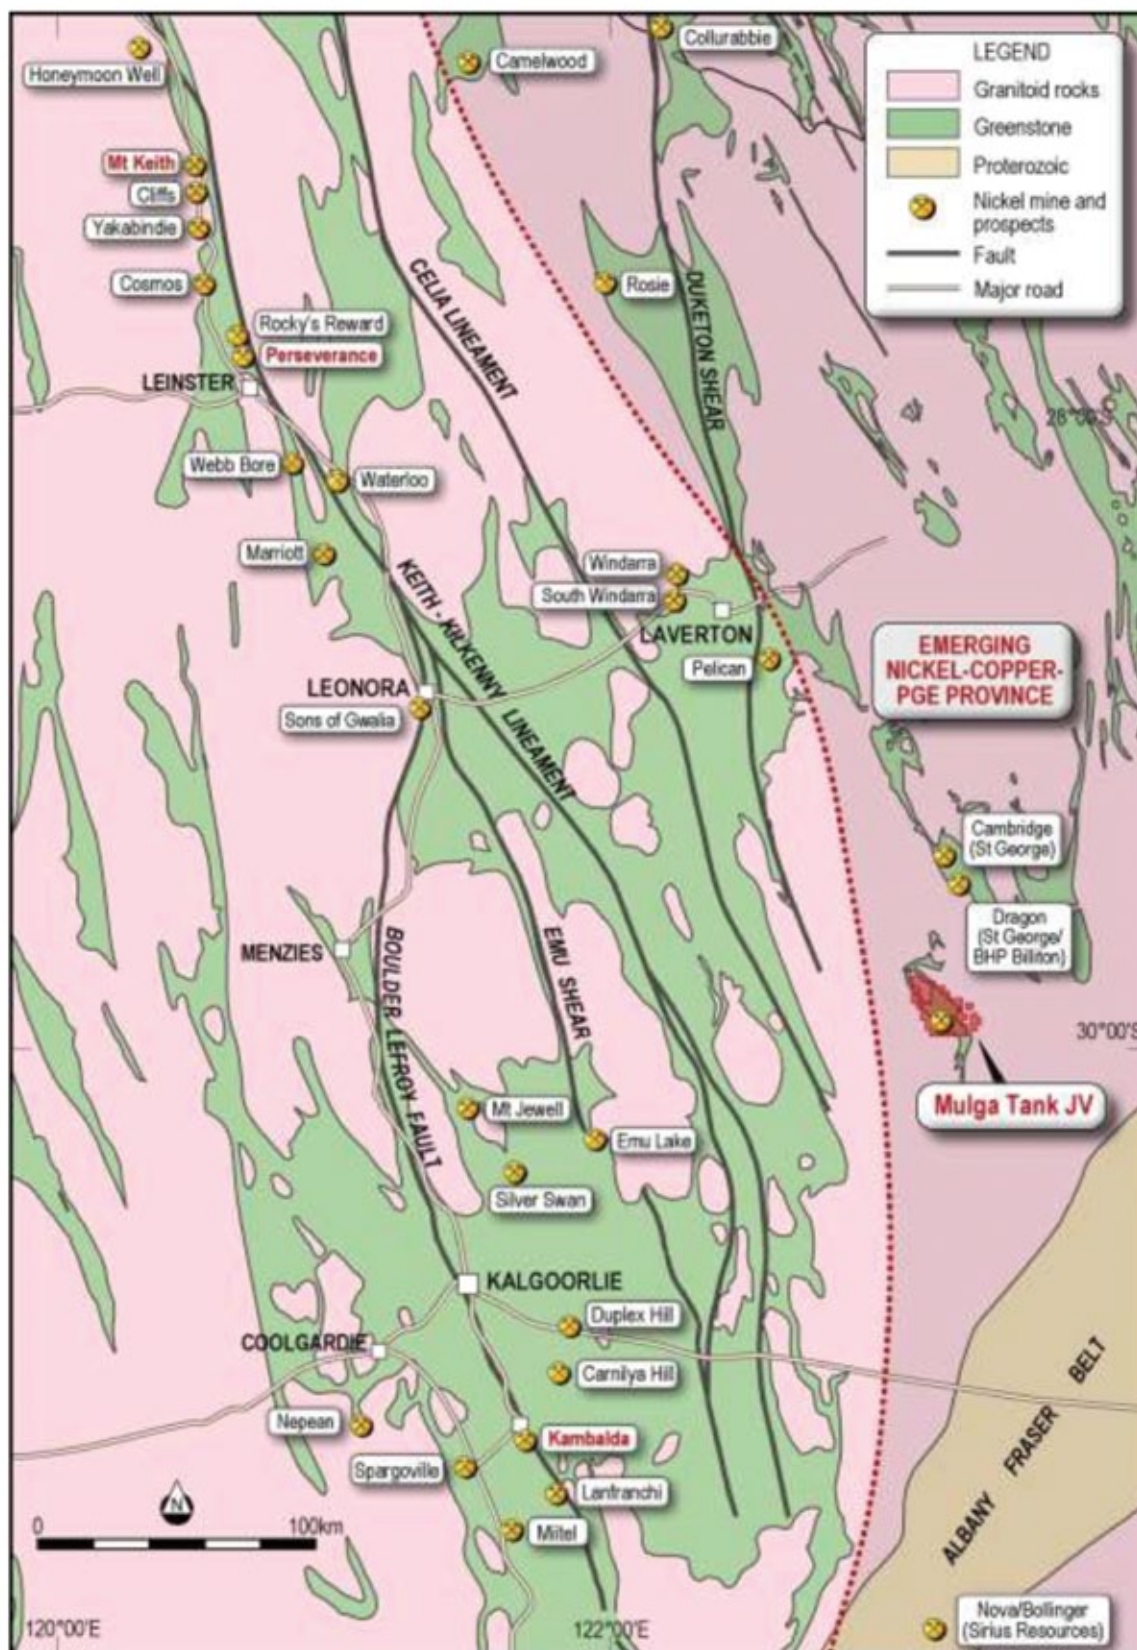 Honeymoon Well
Camelwood
Collurabbie
LEGEND
Granitoid rocks
Greenstone
Proterozoic
Nickel mine and
prospects
Fault
Major road
Mt Keith
Cliffs
Yakabindie
Cosmos
Rocky's Reward
Perseverance
LEINSTER
CELIA LINEAMENT
Rosie
DUKETON SHEAR
28°00'S
Webb Bore
Waterloo
Marriott
KEITH - KILKENNY LINEAMENT
Windarra
South Windarra
LAVERTON
Pelican
EMERGING
NICKEL-COPPER-
PGE PROVINCE
LEONORA
Sons of Gwalia
Cambridge
(St George)
Dragon
(St George/
BHP Billiton)
MENZIES
BOULDER LEFROY FAULT
EMU SHEAR
30°00'S
Mulga Tank JV
Mt Jewell
Emu Lake
Silver Swan
KALGOORLIE
Duplex Hill
COOLGARDIE
Carnilya Hill
Nepean
Kambalda
Spargoville
Lanfranchi
Miitel
ALBANY FRASER BELT
N
0 100km
120°00'E
122°00'E
Nova/Bollinger
(Sirius Resources)